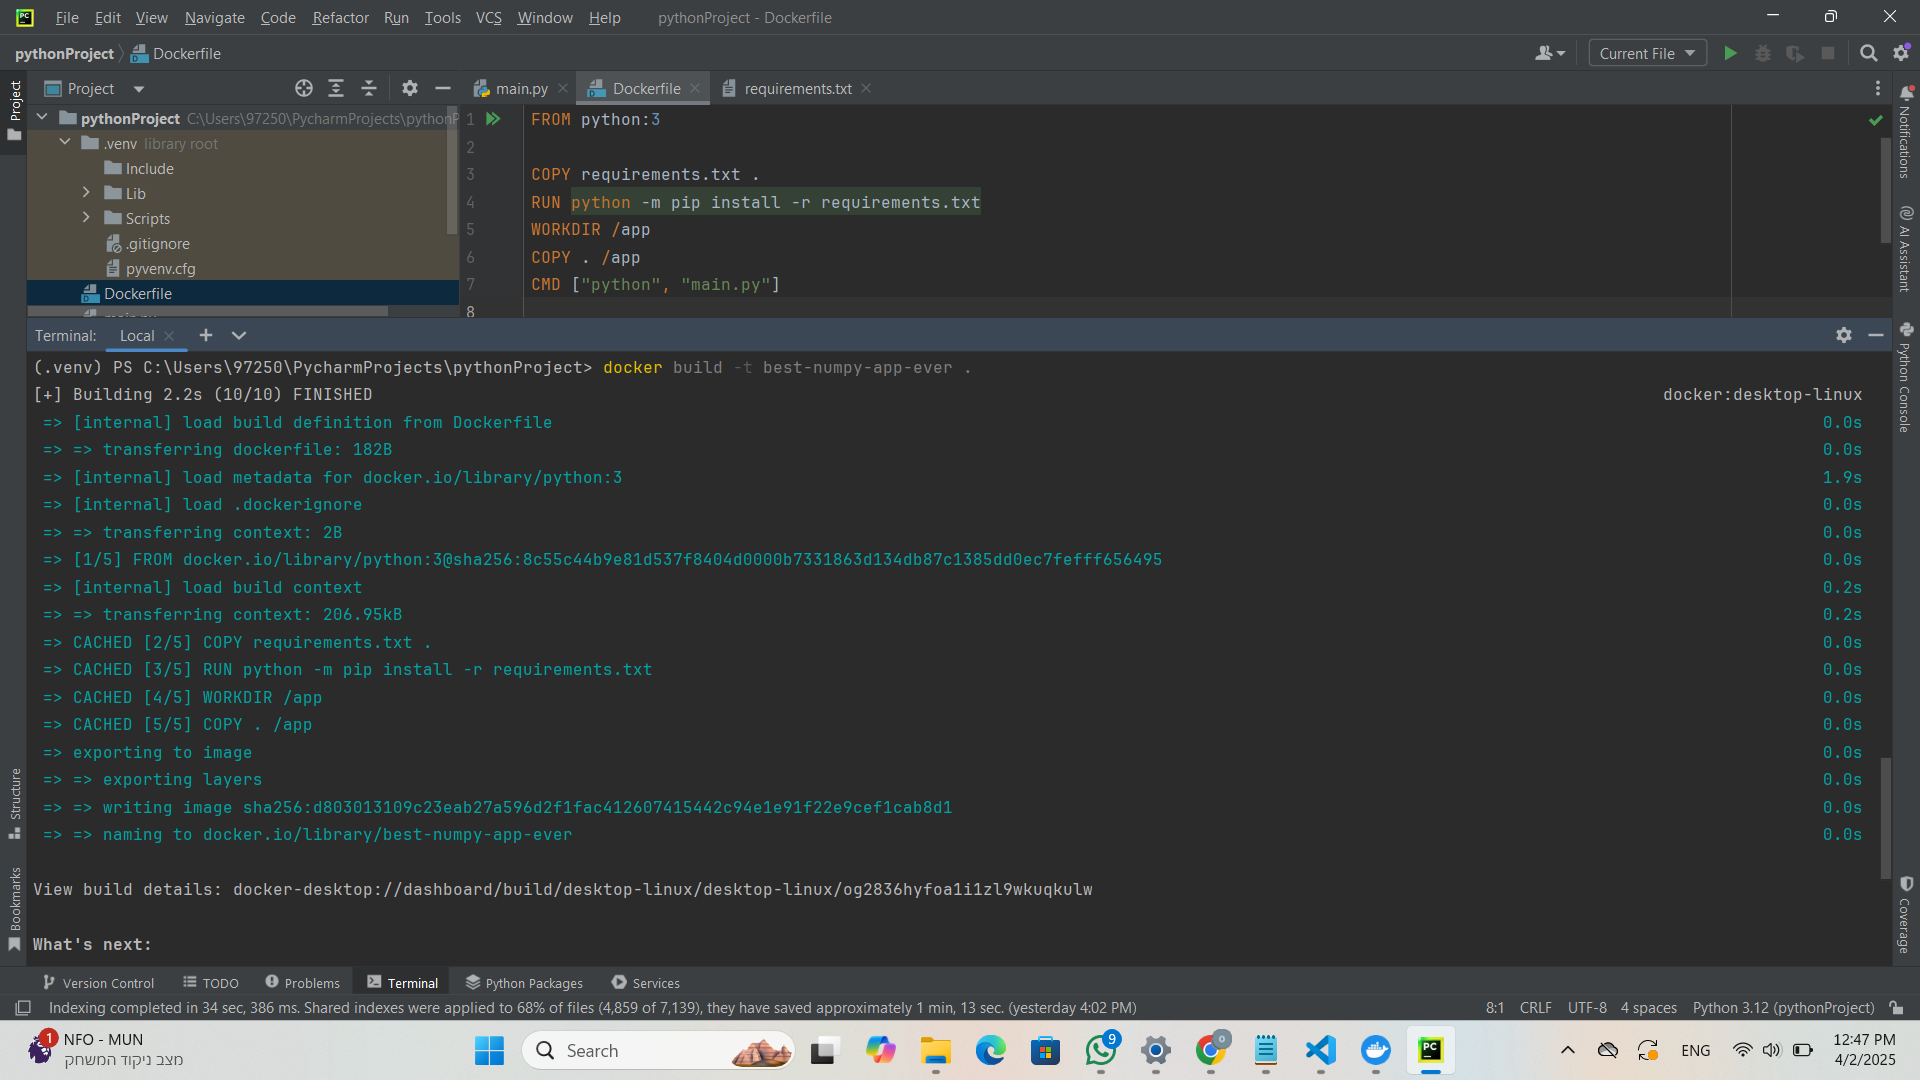 File Edit View Navigate Code Refactor Run Tools VCS Window Help pythonProject - Dockerfile
pythonProject Dockerfile Current File
Project main.py Dockerfile requirements.txt
Project
pythonProject C:\Users\97250\PycharmProjects\pythonP
.venv library root
Include
Lib
Scripts
.gitignore
pyvenv.cfg
Dockerfile
main.py
1 FROM python:3
2
3 COPY requirements.txt .
4 RUN python -m pip install -r requirements.txt
5 WORKDIR /app
6 COPY . /app
7 CMD ["python", "main.py"]
8
Notifications
AI Assistant
Python Console
Coverage
Structure
Bookmarks
Terminal: Local
(.venv) PS C:\Users\97250\PycharmProjects\pythonProject> docker build -t best-numpy-app-ever .
[+] Building 2.2s (10/10) FINISHED docker:desktop-linux
=> [internal] load build definition from Dockerfile 0.0s
=> => transferring dockerfile: 182B 0.0s
=> [internal] load metadata for docker.io/library/python:3 1.9s
=> [internal] load .dockerignore 0.0s
=> => transferring context: 2B 0.0s
=> [1/5] FROM docker.io/library/python:3@sha256:8c55c44b9e81d537f8404d0000b7331863d134db87c1385dd0ec7fefff656495 0.0s
=> [internal] load build context 0.2s
=> => transferring context: 206.95kB 0.2s
=> CACHED [2/5] COPY requirements.txt . 0.0s
=> CACHED [3/5] RUN python -m pip install -r requirements.txt 0.0s
=> CACHED [4/5] WORKDIR /app 0.0s
=> CACHED [5/5] COPY . /app 0.0s
=> exporting to image 0.0s
=> => exporting layers 0.0s
=> => writing image sha256:d803013109c23eab27a596d2f1fac412607415442c94e1e91f22e9cef1cab8d1 0.0s
=> => naming to docker.io/library/best-numpy-app-ever 0.0s
View build details: docker-desktop://dashboard/build/desktop-linux/desktop-linux/og2836hyfoa1i1zl9wkuqkulw
What's next:
Version Control TODO Problems Terminal Python Packages Services
Indexing completed in 34 sec, 386 ms. Shared indexes were applied to 68% of files (4,859 of 7,139), they have saved approximately 1 min, 13 sec. (yesterday 4:02 PM) 8:1 CRLF UTF-8 4 spaces Python 3.12 (pythonProject)
1 NFO - MUN
מצב ניקוד המשחק
Search
9
ENG
12:47 PM
4/2/2025